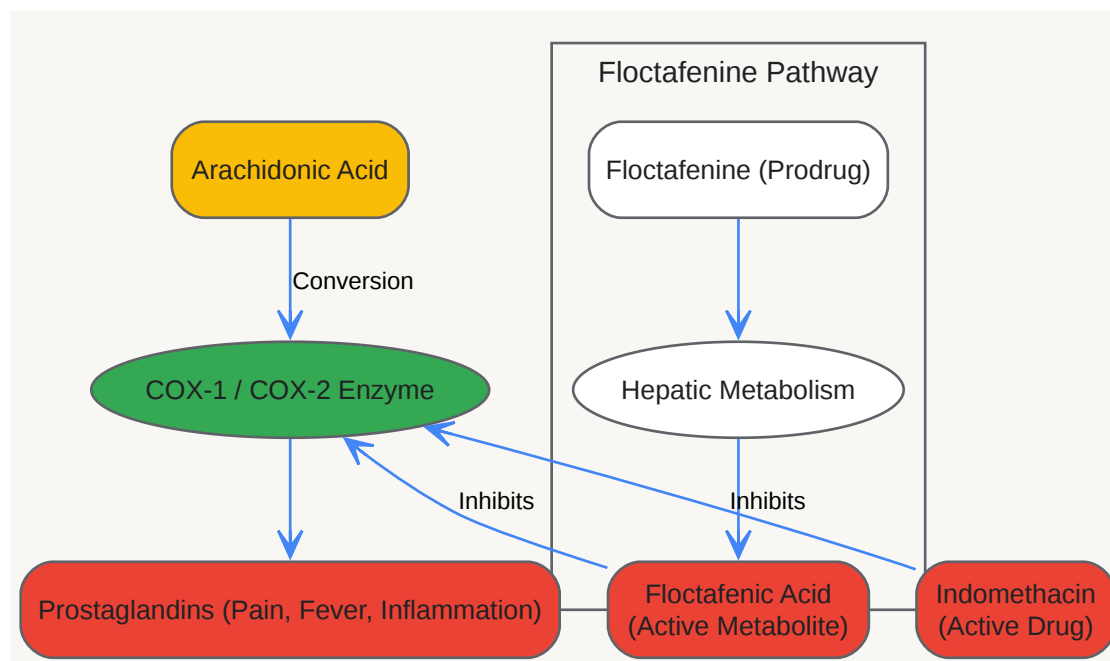 Floctafenine Pathway
Arachidonic Acid
Floctafenine (Prodrug)
Conversion
COX-1 / COX-2 Enzyme
Hepatic Metabolism
Inhibits
Inhibits
Prostaglandins (Pain, Fever, Inflammation)
Floctafenic Acid
(Active Metabolite)
Indomethacin
(Active Drug)